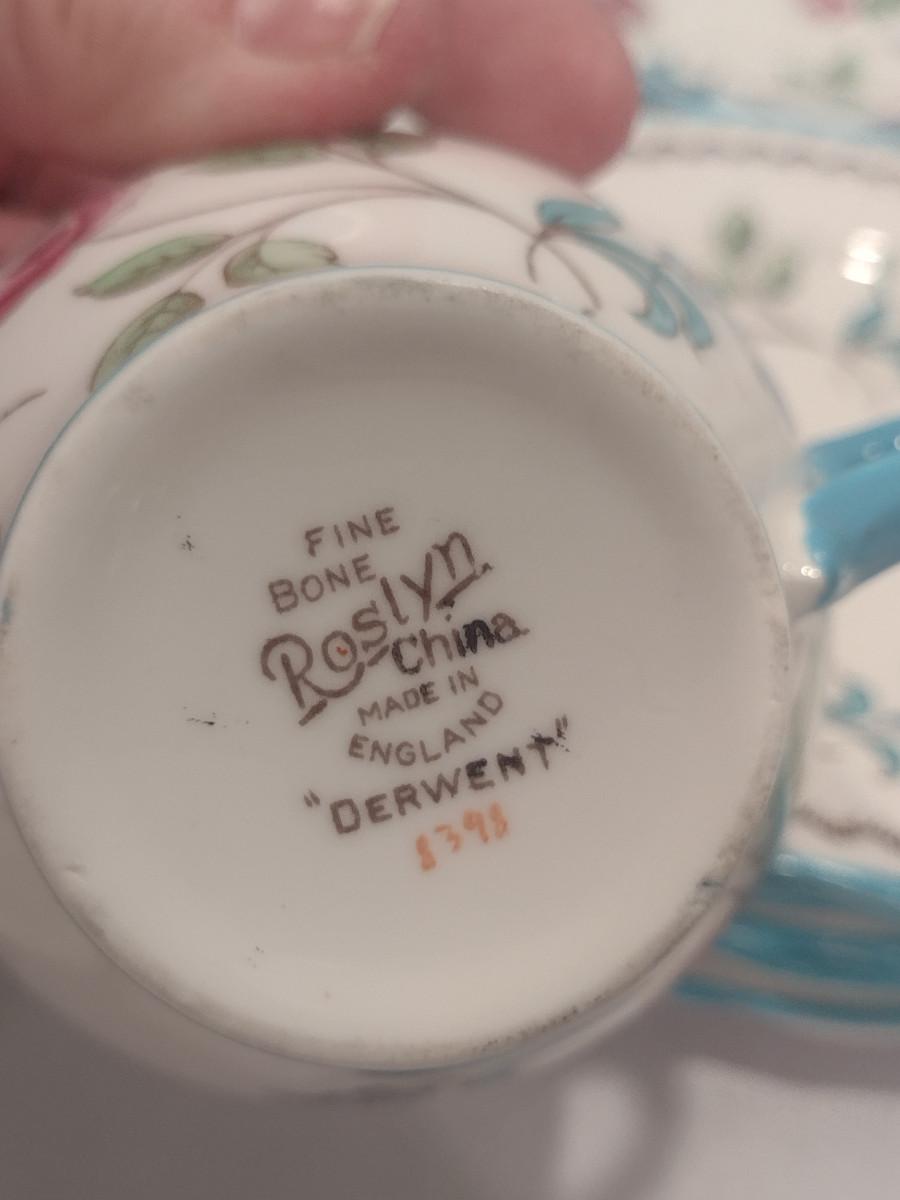 FINE
BONE
Roslyn
China
MADE IN
ENGLAND
"DERWENT"
8398